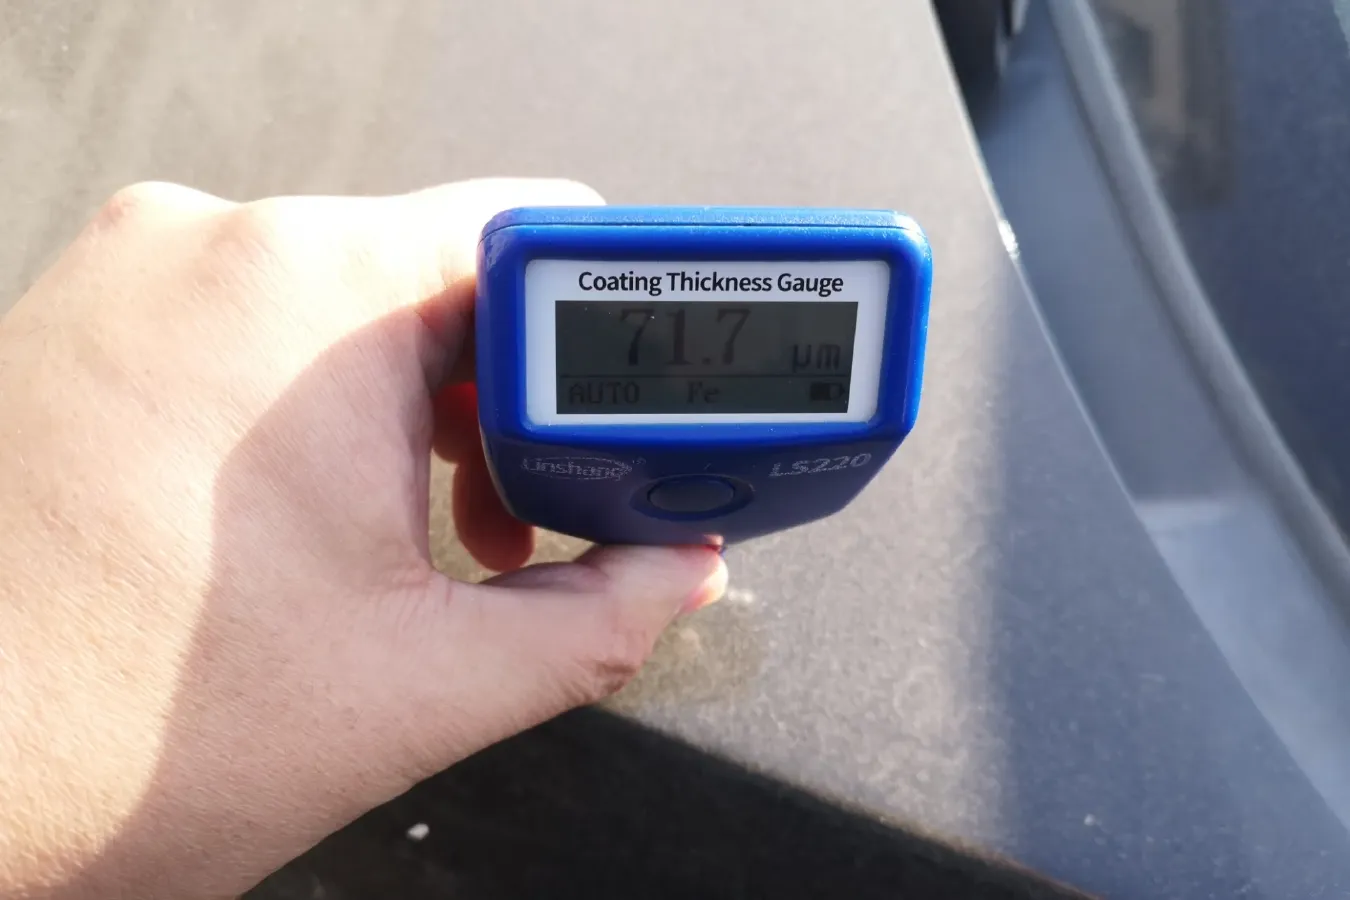 Coating Thickness Gauge
71.7 μm
AUTO Fe
Linshang® LS220